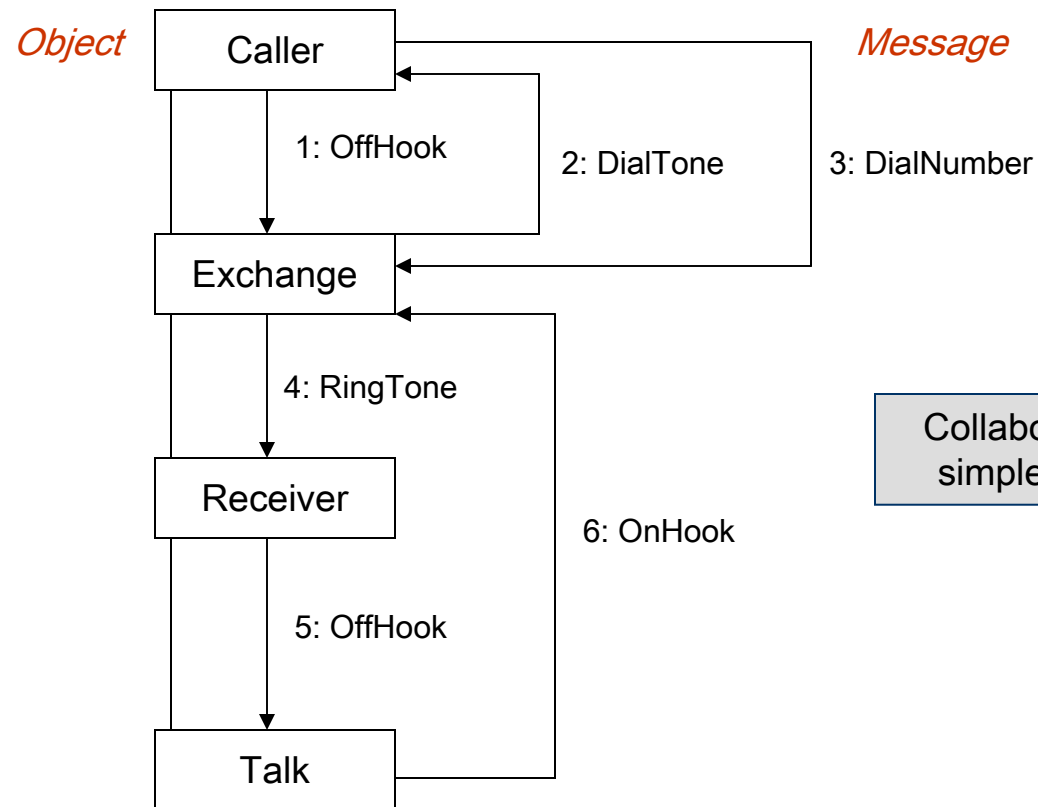 Object
Caller
Message
1: OffHook
2: DialTone
3: DialNumber
Exchange
4: RingTone
Receiver
6: OnHook
5: OffHook
Talk